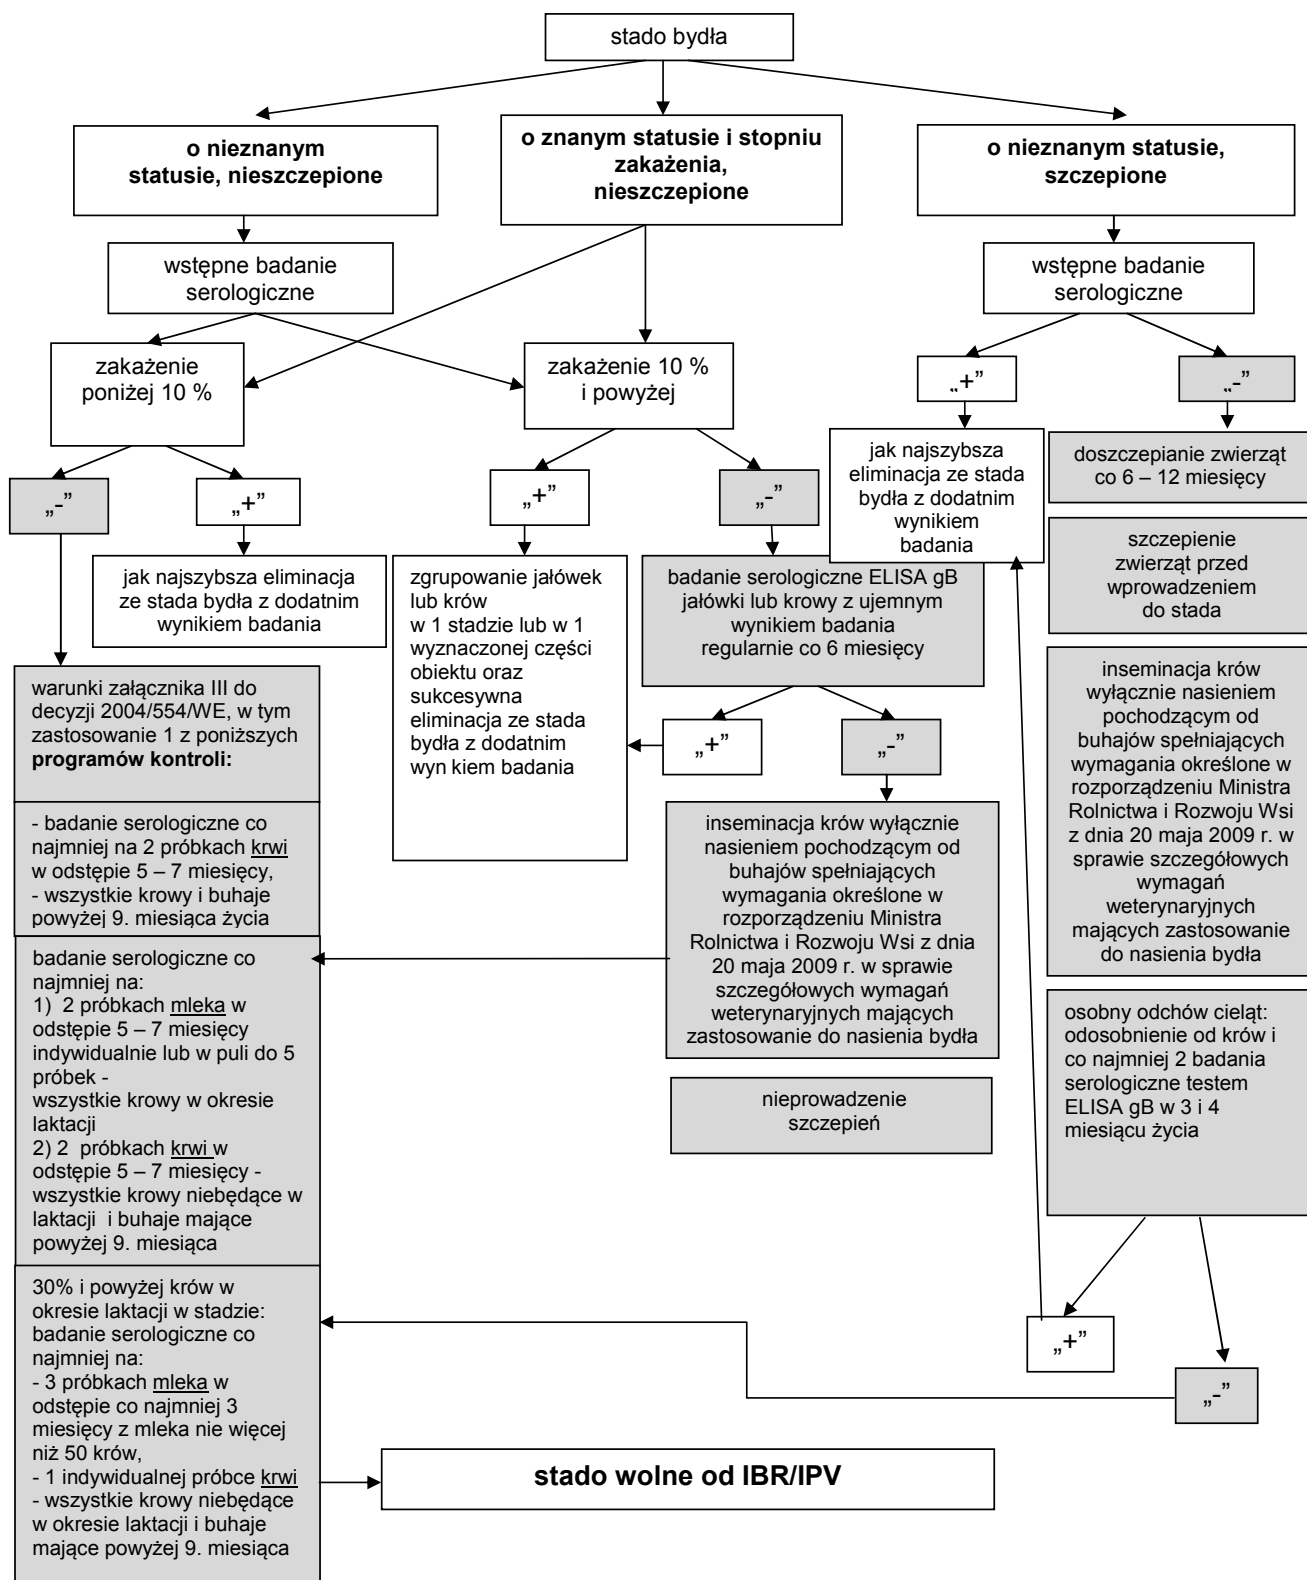 stado bydła
o nieznanym
statusie, nieszczepione
o znanym statusie i stopniu
zakażenia,
nieszczepione
o nieznanym statusie,
szczepione
wstępne badanie
serologiczne
wstępne badanie
serologiczne
zakażenie
poniżej 10 %
zakażenie 10 %
i powyżej
„+”
„-”
„-”
„+”
„+”
„-”
jak najszybsza
eliminacja ze stada
bydła z dodatnim
wynikiem
badania
doszczepianie zwierząt
co 6 – 12 miesięcy
jak najszybsza eliminacja
ze stada bydła z dodatnim
wynikiem badania
zgrupowanie jałówek
lub krów
w 1 stadzie lub w 1
wyznaczonej części
obiektu oraz
sukcesywna
eliminacja ze stada
bydła z dodatnim
wyn kiem badania
badanie serologiczne ELISA gB
jałówki lub krowy z ujemnym
wynikiem badania
regularnie co 6 miesięcy
szczepienie
zwierząt przed
wprowadzeniem
do stada
„+”
„-”
warunki załącznika III do
decyzji 2004/554/WE, w tym
zastosowanie 1 z poniższych
programów kontroli:
- badanie serologiczne co
najmniej na 2 próbkach krwi
w odstępie 5 – 7 miesięcy,
- wszystkie krowy i buhaje
powyżej 9. miesiąca życia
badanie serologiczne co
najmniej na:
1) 2 próbkach mleka w
odstępie 5 – 7 miesięcy
indywidualnie lub w puli do 5
próbek -
wszystkie krowy w okresie
laktacji
2) 2 próbkach krwi w
odstępie 5 – 7 miesięcy -
wszystkie krowy niebędące w
laktacji i buhaje mające
powyżej 9. miesiąca
30% i powyżej krów w
okresie laktacji w stadzie:
badanie serologiczne co
najmniej na:
- 3 próbkach mleka w
odstępie co najmniej 3
miesięcy z mleka nie więcej
niż 50 krów,
- 1 indywidualnej próbce krwi
- wszystkie krowy niebędące
w okresie laktacji i buhaje
mające powyżej 9. miesiąca
inseminacja krów wyłącznie
nasieniem pochodzącym od
buhajów spełniających
wymagania określone w
rozporządzeniu Ministra
Rolnictwa i Rozwoju Wsi z dnia
20 maja 2009 r. w sprawie
szczegółowych wymagań
weterynaryjnych mających
zastosowanie do nasienia bydła
nieprowadzenie
szczepień
inseminacja krów
wyłącznie nasieniem
pochodzącym od
buhajów spełniających
wymagania określone w
rozporządzeniu Ministra
Rolnictwa i Rozwoju Wsi
z dnia 20 maja 2009 r. w
sprawie szczegółowych
wymagań
weterynaryjnych
mających zastosowanie
do nasienia bydła
osobny odchów cieląt:
odosobnienie od krów i
co najmniej 2 badania
serologiczne testem
ELISA gB w 3 i 4
miesiącu życia
„+”
„-”
stado wolne od IBR/IPV